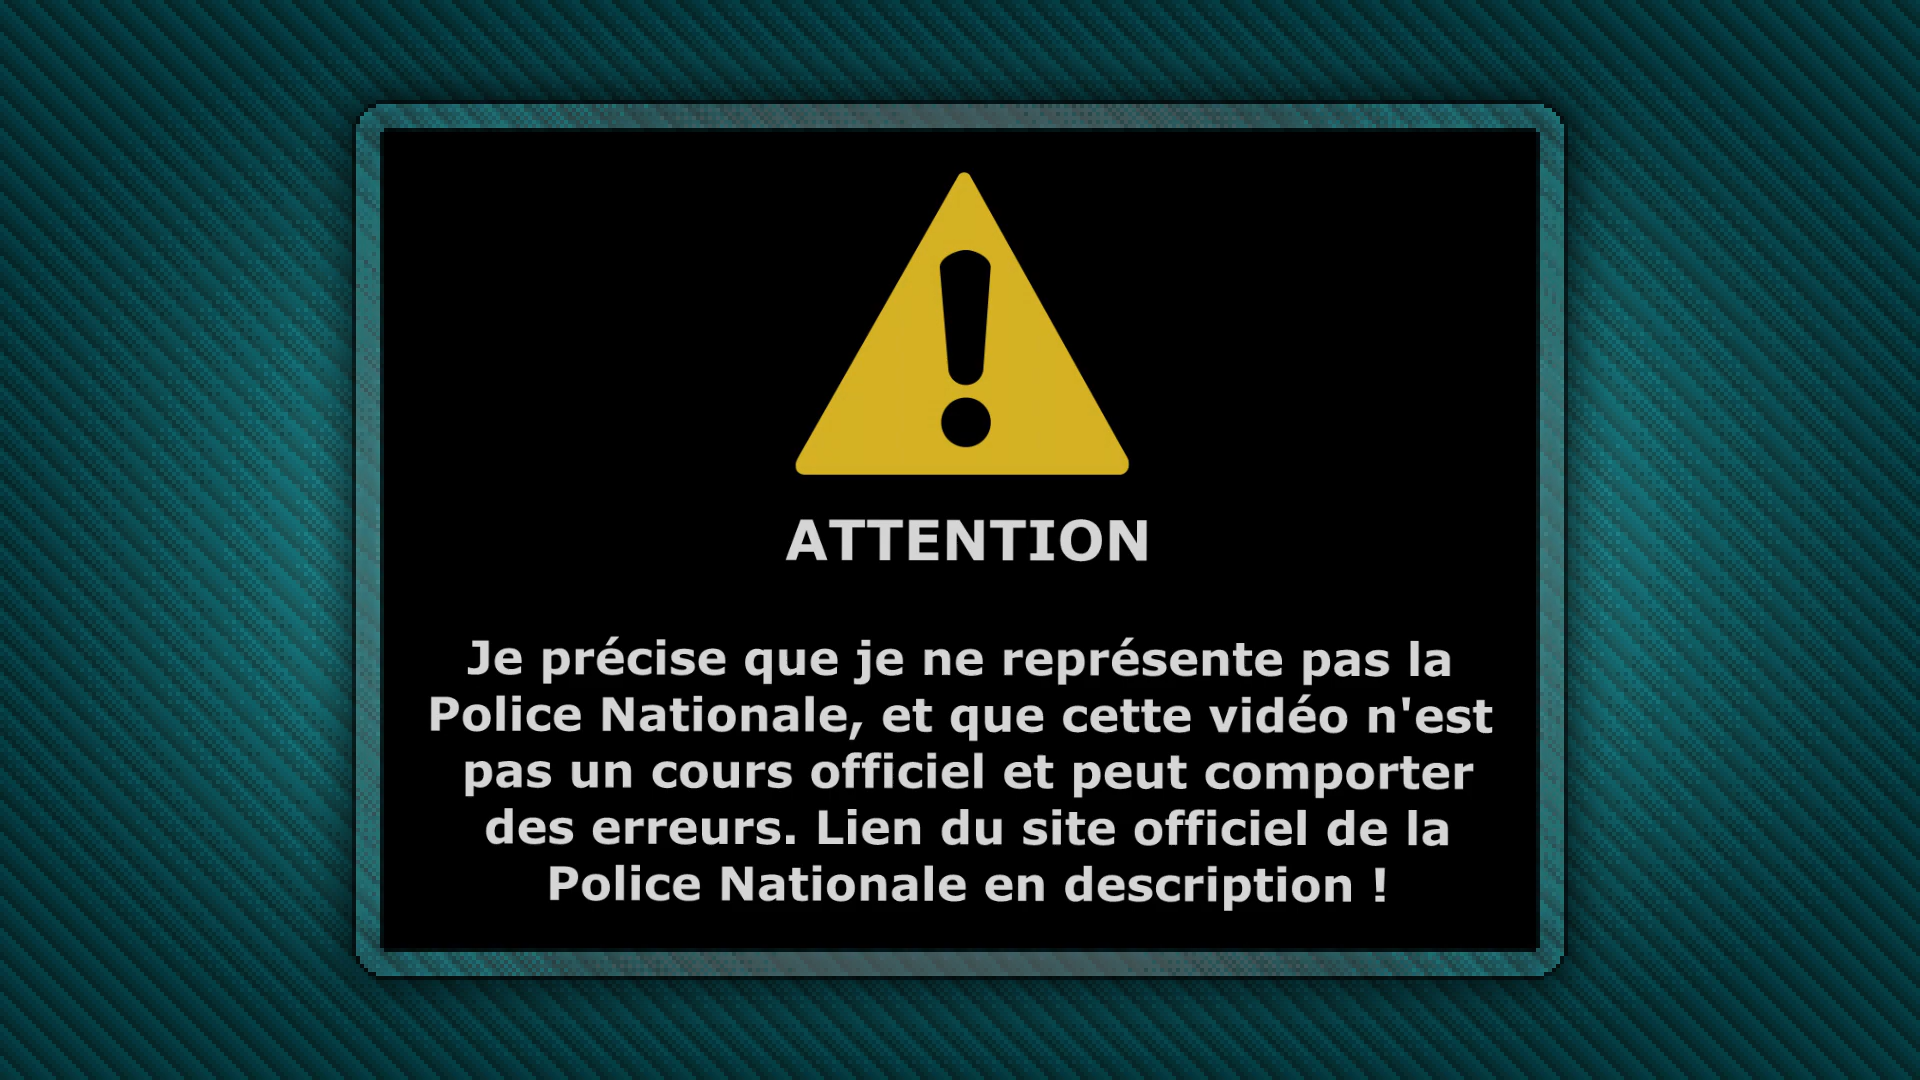 ATTENTION
Je précise que je ne représente pas la
Police Nationale, et que cette vidéo n'est
pas un cours officiel et peut comporter
des erreurs. Lien du site officiel de la
Police Nationale en description !